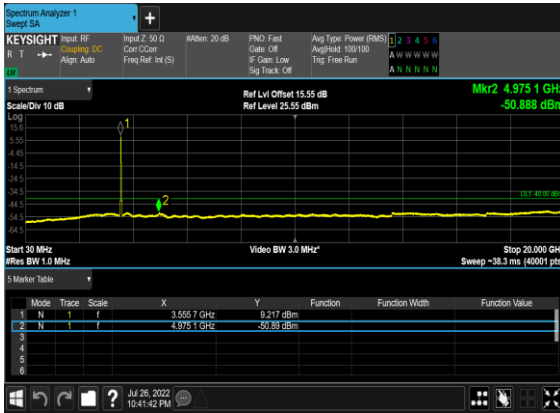 Spectrum Analyzer 1
Swept SA
+
KEYSIGHT Input: RF Input Z: 50 Ω #Atten: 20 dB PNO: Fast Avg Type: Power (RMS) 1 2 3 4 5 6
R T Coupling: DC Corr CCorr Gate: Off Avg|Hold: 100/100 A W W W W W
Align: Auto Freq Ref: Int (S) IF Gain: Low Trig: Free Run
Sig Track: Off A N N N N N
1 Spectrum
Scale/Div 10 dB
Ref Lvl Offset 15.55 dB
Ref Level 25.55 dBm
Mkr2 4.975 1 GHz
-50.888 dBm
Log
15.6
5.55
-4.45
-14.5
-24.5
-34.5
-44.5
-54.5
-64.5
1
2
DL1 -40.00 dBm
Start 30 MHz Video BW 3.0 MHz* Stop 20.000 GHz
#Res BW 1.0 MHz Sweep ~38.3 ms (40001 pts)
5 Marker Table
Mode Trace Scale X Y Function Function Width Function Value
1 N 1 f 3.555 7 GHz 9.217 dBm
2 N 1 f 4.975 1 GHz -50.89 dBm
3
4
5
6
?
Jul 26, 2022
10:41:42 PM